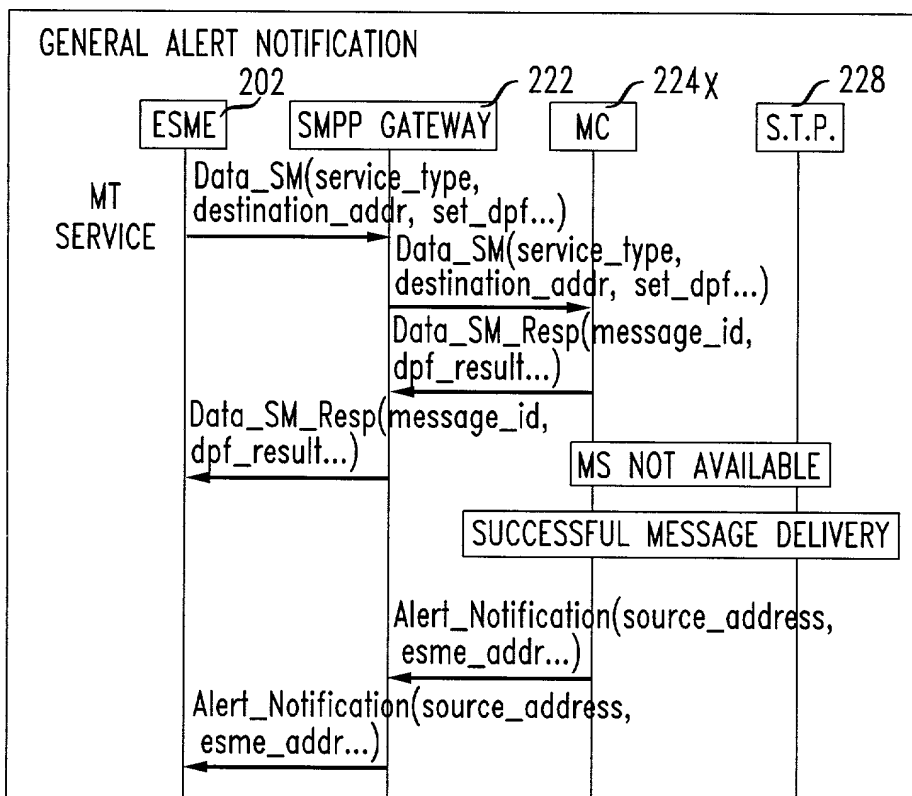 GENERAL ALERT NOTIFICATION
202
222
224X
228
ESME
SMPP GATEWAY
MC
S.T.P.
MT
SERVICE
Data_SM(service_type,
destination_addr, set_dpf...)
Data_SM(service_type,
destination_addr, set_dpf...)
Data_SM_Resp(message_id,
dpf_result...)
Data_SM_Resp(message_id,
dpf_result...)
MS NOT AVAILABLE
SUCCESSFUL MESSAGE DELIVERY
Alert_Notification(source_address,
esme_addr...)
Alert_Notification(source_address,
esme_addr...)